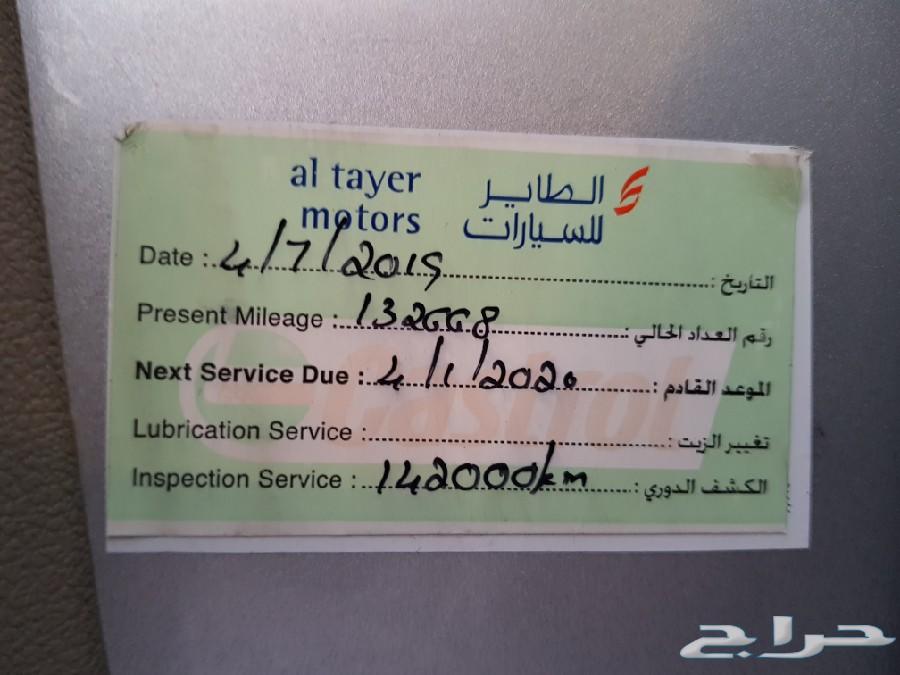 al tayer motors
الطاير للسيارات
Date : 4/7/2019 التاريخ :
Present Mileage : 132668 رقم العداد الحالي :
Next Service Due : 4/1/2020 الموعد القادم :
Lubrication Service : تغيير الزيت :
Inspection Service : 142000km الكشف الدوري :
Castrol
حراج